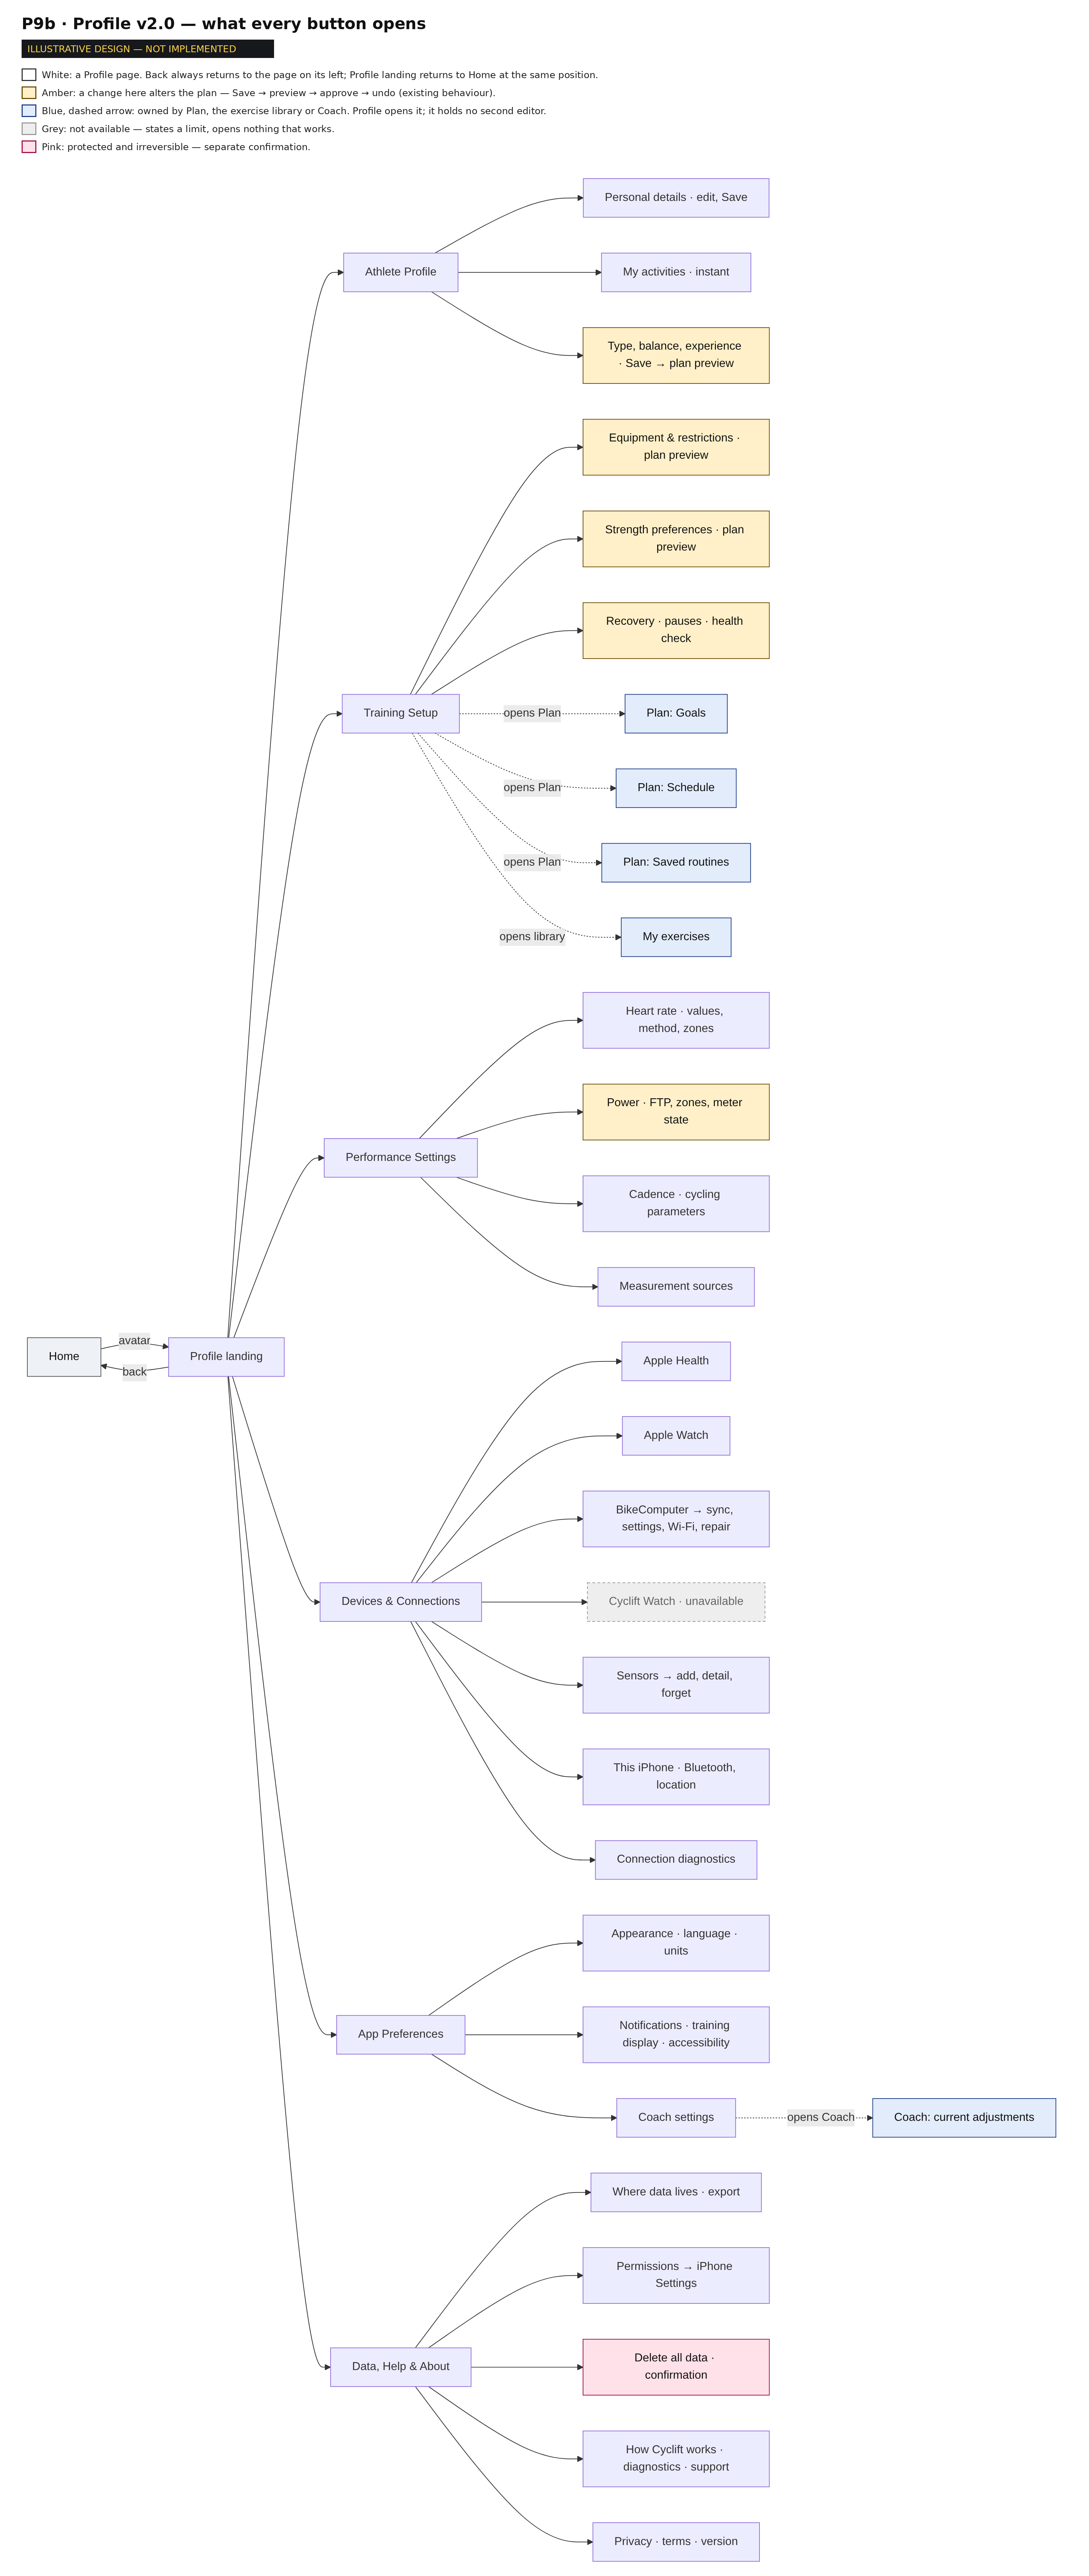 P9b · Profile v2.0 — what every button opens
ILLUSTRATIVE DESIGN — NOT IMPLEMENTED
White: a Profile page. Back always returns to the page on its left; Profile landing returns to Home at the same position.
Amber: a change here alters the plan — Save → preview → approve → undo (existing behaviour).
Blue, dashed arrow: owned by Plan, the exercise library or Coach. Profile opens it; it holds no second editor.
Grey: not available — states a limit, opens nothing that works.
Pink: protected and irreversible — separate confirmation.
Home
avatar
back
Profile landing
Athlete Profile
Personal details · edit, Save
My activities · instant
Type, balance, experience
· Save → plan preview
Training Setup
Equipment & restrictions ·
plan preview
Strength preferences · plan
preview
Recovery · pauses · health
check
opens Plan
Plan: Goals
opens Plan
Plan: Schedule
opens Plan
Plan: Saved routines
opens library
My exercises
Performance Settings
Heart rate · values,
method, zones
Power · FTP, zones, meter
state
Cadence · cycling
parameters
Measurement sources
Devices & Connections
Apple Health
Apple Watch
BikeComputer → sync,
settings, Wi-Fi, repair
Cyclift Watch · unavailable
Sensors → add, detail,
forget
This iPhone · Bluetooth,
location
Connection diagnostics
App Preferences
Appearance · language ·
units
Notifications · training
display · accessibility
Coach settings
opens Coach
Coach: current adjustments
Data, Help & About
Where data lives · export
Permissions → iPhone
Settings
Delete all data ·
confirmation
How Cyclift works ·
diagnostics · support
Privacy · terms · version